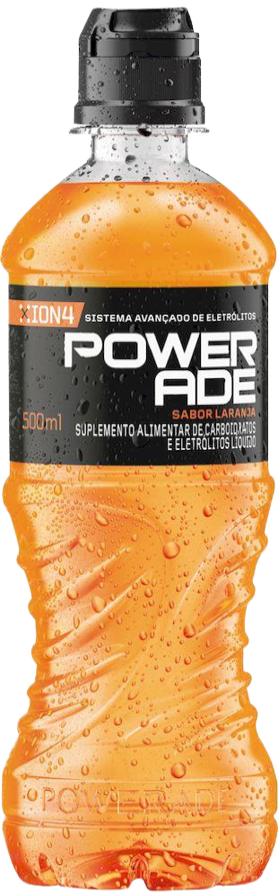 ION4 SISTEMA AVANÇADO DE ELETRÓLITOS
POWER
ADE
SABOR LARANJA
500ml
SUPLEMENTO ALIMENTAR DE CARBOIDRATOS
E ELETRÓLITOS LÍQUIDO
POWERADE